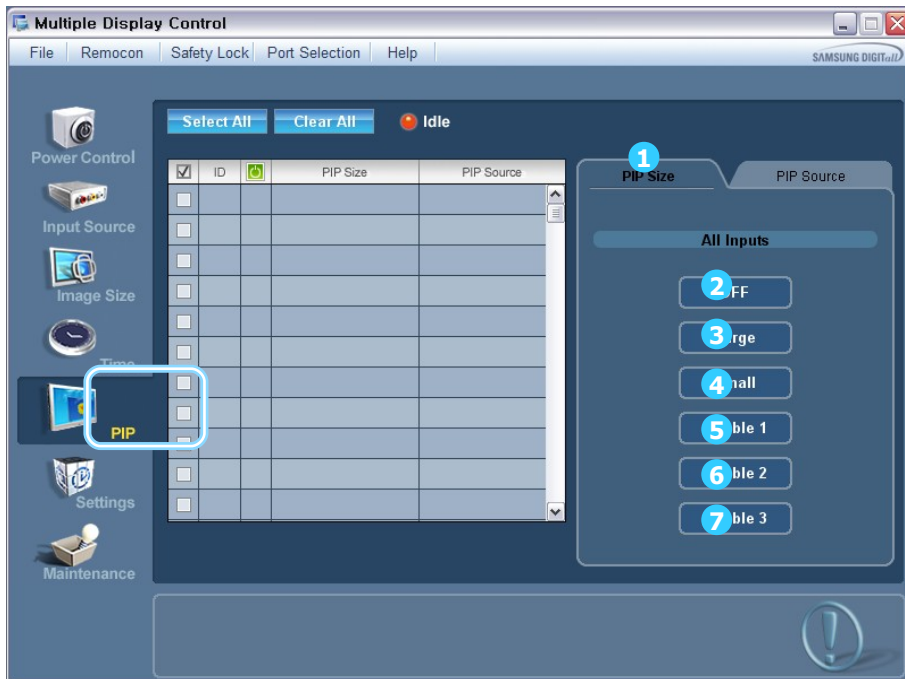 Multiple Display Control
File Remocon Safety Lock Port Selection Help
SAMSUNG DIGITall
Select All Clear All Idle
Power Control
Input Source
Image Size
Time
PIP
Settings
Maintenance
ID PIP Size PIP Source
1
PIP Size PIP Source
All Inputs
2 FF
3 rge
4 mall
5 ble 1
6 ble 2
7 ble 3